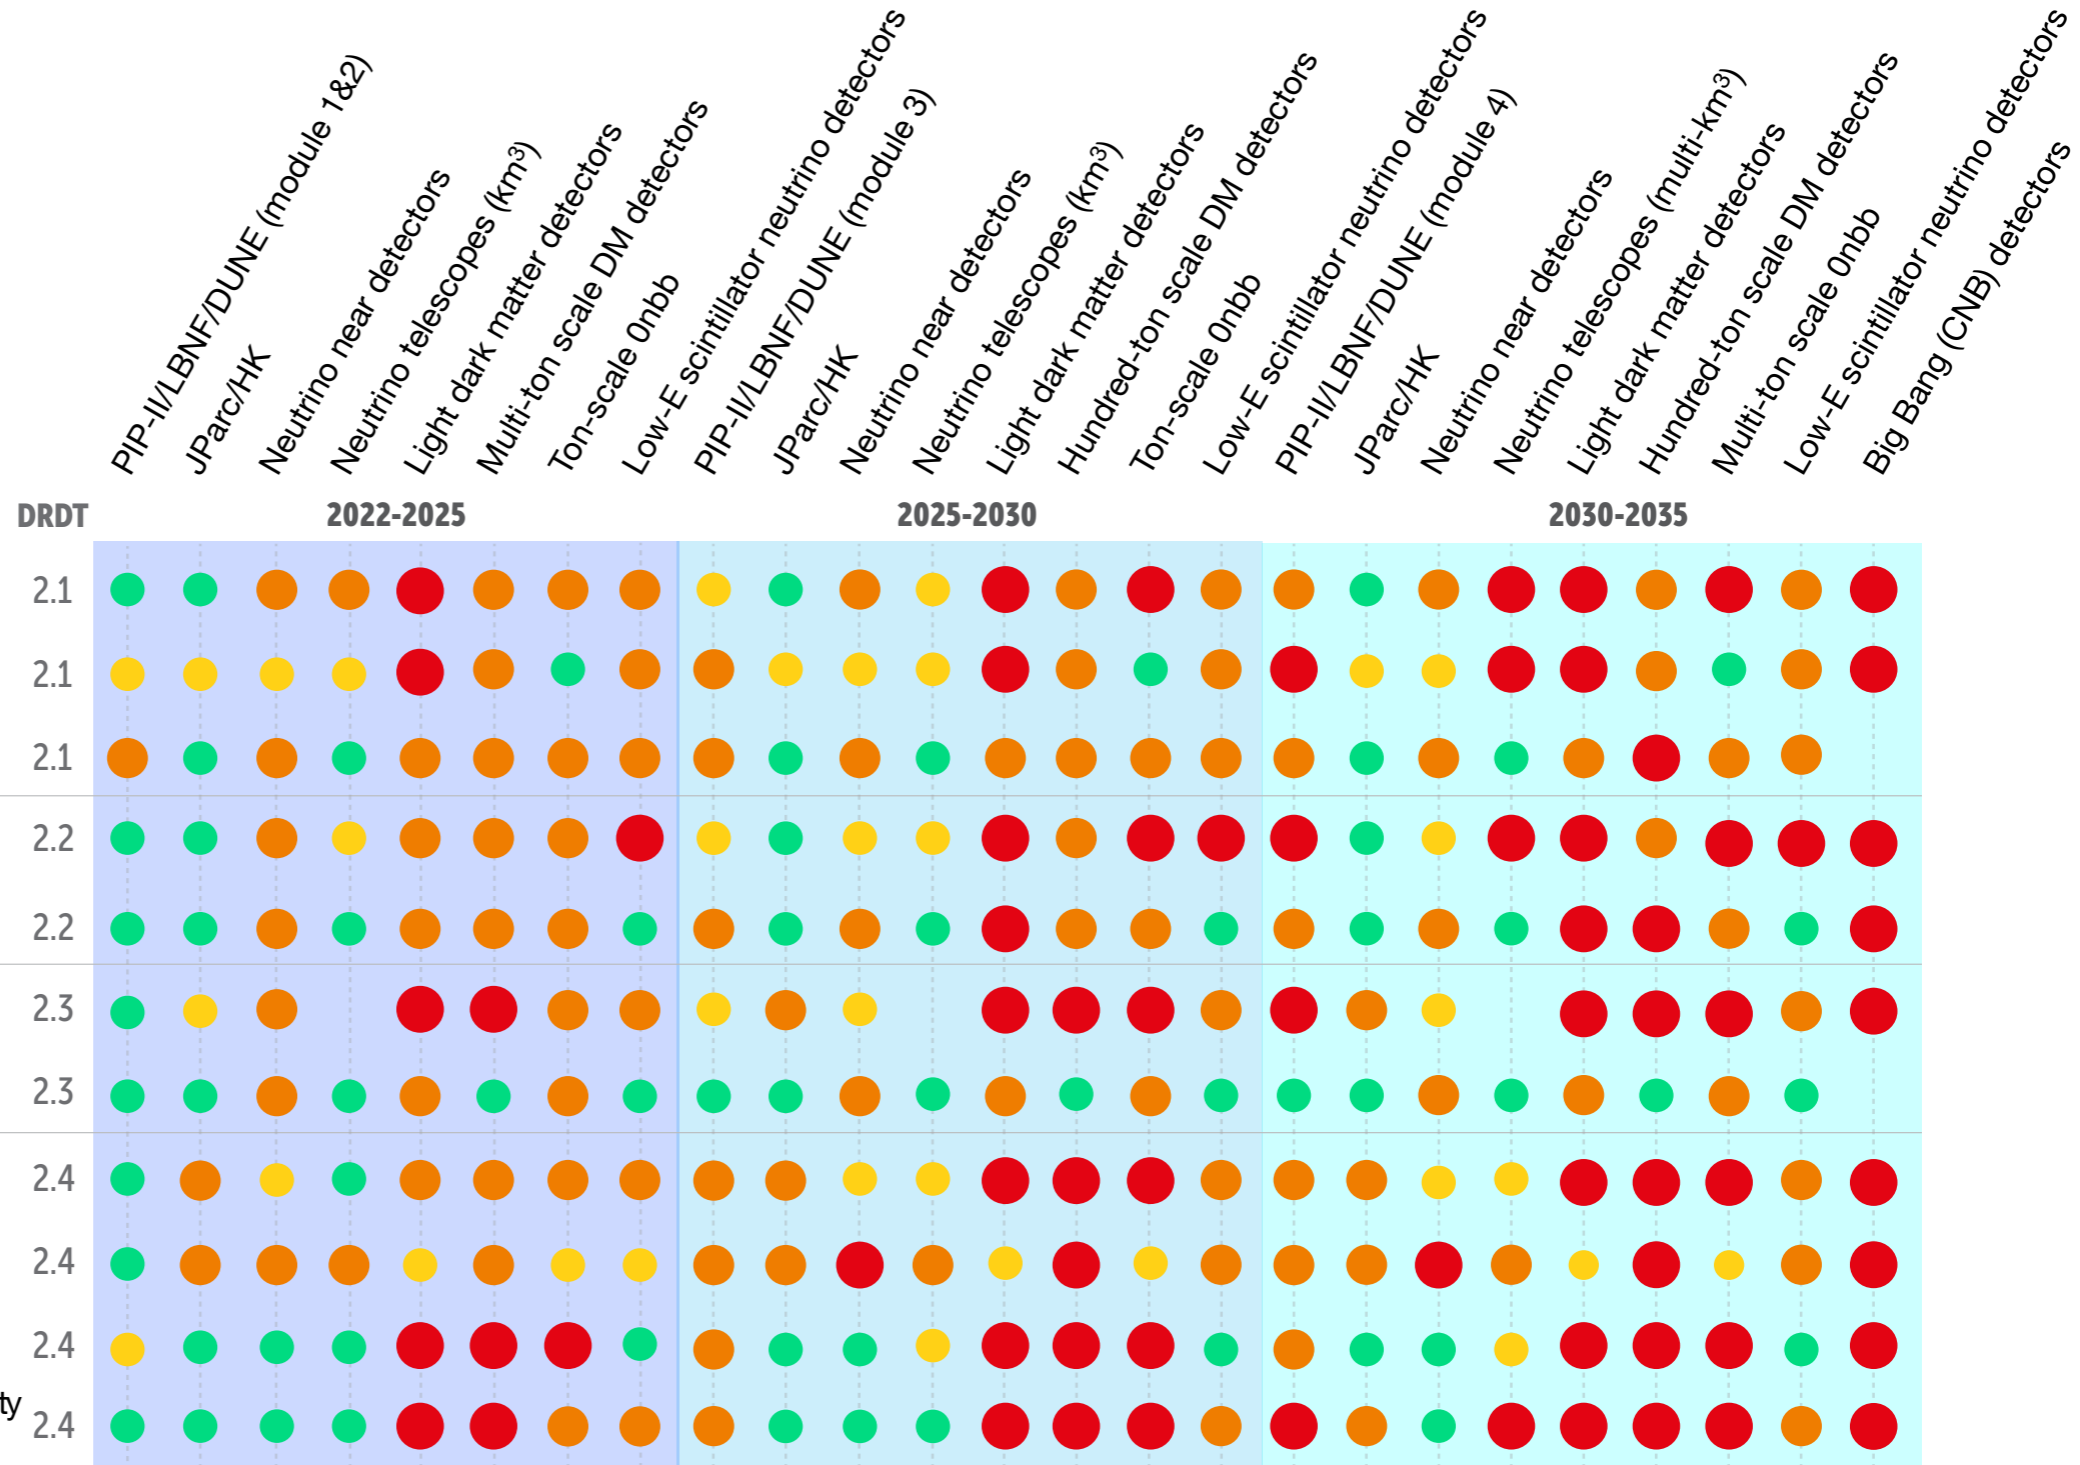 PIP-II/LBNF/DUNE (module 1&2)
JParc/HK
Neutrino near detectors
Neutrino telescopes (km³)
Light dark matter detectors
Multi-ton scale DM detectors
Ton-scale 0nbb
Low-E scintillator neutrino detectors
PIP-II/LBNF/DUNE (module 3)
JParc/HK
Neutrino near detectors
Neutrino telescopes (km³)
Light dark matter detectors
Hundred-ton scale DM detectors
Ton-scale 0nbb
Low-E scintillator neutrino detectors
PIP-II/LBNF/DUNE (module 4)
JParc/HK
Neutrino near detectors
Neutrino telescopes (multi-km³)
Light dark matter detectors
Hundred-ton scale DM detectors
Multi-ton scale 0nbb
Low-E scintillator neutrino detectors
Big Bang (CNB) detectors
DRDT 2022-2025 2025-2030 2030-2035
2.1
2.1
2.1
2.2
2.2
2.3
2.3
2.4
2.4
2.4
ty 2.4